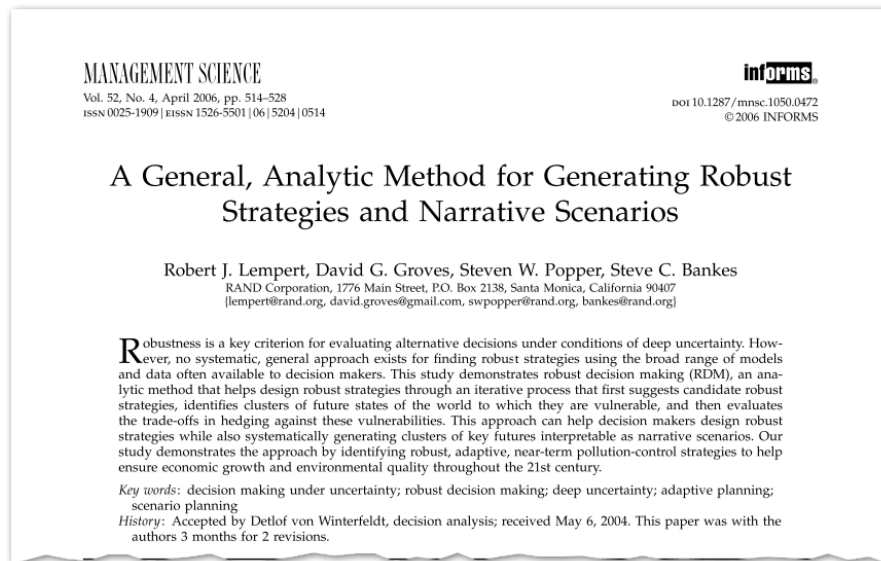 MANAGEMENT SCIENCE
Vol. 52, No. 4, April 2006, pp. 514–528
ISSN 0025-1909 | EISSN 1526-5501 | 06 | 5204 | 0514
informs®
DOI 10.1287/mnsc.1050.0472
© 2006 INFORMS
A General, Analytic Method for Generating Robust
Strategies and Narrative Scenarios
Robert J. Lempert, David G. Groves, Steven W. Popper, Steve C. Bankes
RAND Corporation, 1776 Main Street, P.O. Box 2138, Santa Monica, California 90407
{lempert@rand.org, david.groves@gmail.com, swpopper@rand.org, bankes@rand.org}
Robustness is a key criterion for evaluating alternative decisions under conditions of deep uncertainty. How-
ever, no systematic, general approach exists for finding robust strategies using the broad range of models
and data often available to decision makers. This study demonstrates robust decision making (RDM), an ana-
lytic method that helps design robust strategies through an iterative process that first suggests candidate robust
strategies, identifies clusters of future states of the world to which they are vulnerable, and then evaluates
the trade-offs in hedging against these vulnerabilities. This approach can help decision makers design robust
strategies while also systematically generating clusters of key futures interpretable as narrative scenarios. Our
study demonstrates the approach by identifying robust, adaptive, near-term pollution-control strategies to help
ensure economic growth and environmental quality throughout the 21st century.
Key words: decision making under uncertainty; robust decision making; deep uncertainty; adaptive planning;
scenario planning
History: Accepted by Detlof von Winterfeldt, decision analysis; received May 6, 2004. This paper was with the
authors 3 months for 2 revisions.